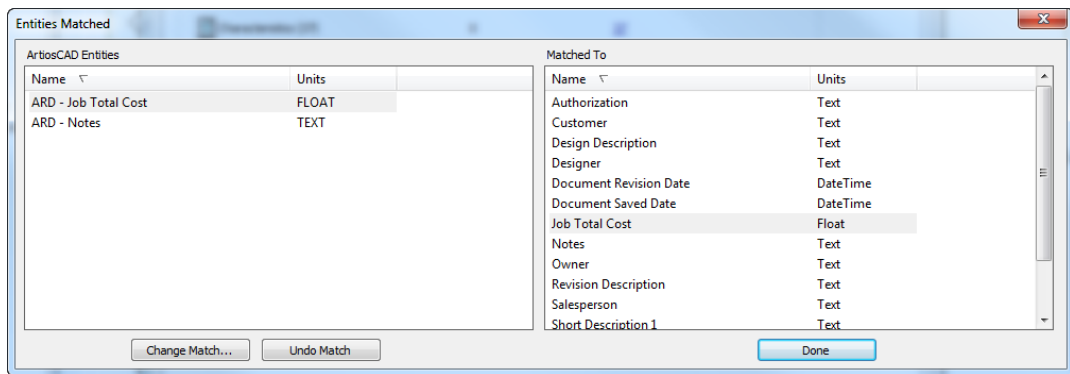 Entities Matched
ArtiosCAD Entities
Name Units
ARD - Job Total Cost FLOAT
ARD - Notes TEXT
Change Match...
Undo Match
Matched To
Name Units
Authorization Text
Customer Text
Design Description Text
Designer Text
Document Revision Date DateTime
Document Saved Date DateTime
Job Total Cost Float
Notes Text
Owner Text
Revision Description Text
Salesperson Text
Short Description 1 Text
Done